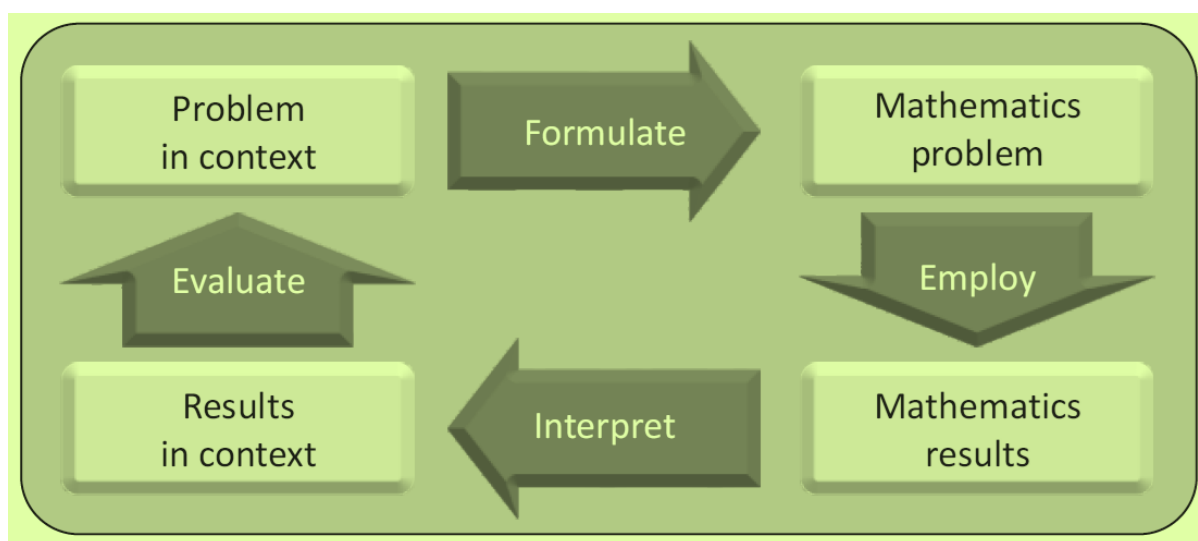 Problem
in context
Formulate
Mathematics
problem
Evaluate
Employ
Results
in context
Interpret
Mathematics
results